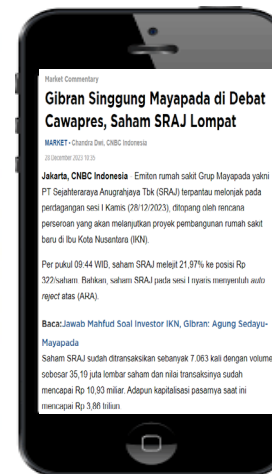 Market Commentary
Gibran Singgung Mayapada di Debat
Cawapres, Saham SRAJ Lompat
MARKET - Chandra Dwi, CNBC Indonesia
28 December 2023 10:35
Jakarta, CNBC Indonesia - Emiten rumah sakit Grup Mayapada yakni
PT Sejahteraraya Anugrahjaya Tbk (SRAJ) terpantau melonjak pada
perdagangan sesi I Kamis (28/12/2023), ditopang oleh rencana
perseroan yang akan melanjutkan proyek pembangunan rumah sakit
baru di Ibu Kota Nusantara (IKN).
Per pukul 09:44 WIB, saham SRAJ melejit 21,97% ke posisi Rp
322/saham. Bahkan, saham SRAJ pada sesi I nyaris menyentuh auto
reject atas (ARA).
Baca:Jawab Mahfud Soal Investor IKN, Gibran: Agung Sedayu-
Mayapada
Saham SRAJ sudah ditransaksikan sebanyak 7.063 kali dengan volume
sebesar 35,19 juta lembar saham dan nilai transaksinya sudah
mencapai Rp 10,93 miliar. Adapun kapitalisasi pasarnya saat ini
mencapai Rp 3,86 triliun